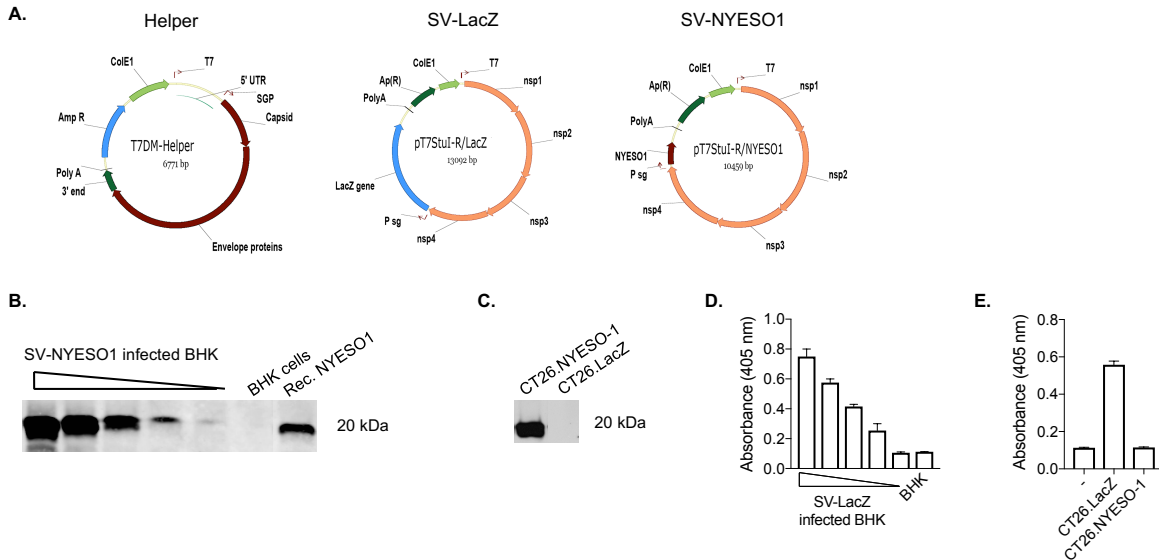 A.
Helper
SV-LacZ
SV-NYESO1
ColE1
T7
5' UTR
SGP
Capsid
Amp R
T7DM-Helper
6771 bp
Poly A
3' end
Envelope proteins
ColE1
T7
Ap(R)
nsp1
PolyA
nsp2
pT7StuI-R/LacZ
13092 bp
LacZ gene
P sg
nsp4
nsp3
ColE1
T7
Ap(R)
nsp1
PolyA
NYESO1
pT7StuI-R/NYESO1
10459 bp
P sg
nsp2
nsp4
nsp3
B.
SV-NYESO1 infected BHK
BHK cells
Rec. NYESO1
20 kDa
C.
CT26.NYESO-1
CT26.LacZ
20 kDa
D.
Absorbance (405 nm)
1.0
0.8
0.6
0.4
0.2
0.0
SV-LacZ
infected BHK
BHK
E.
Absorbance (405 nm)
0.8
0.6
0.4
0.2
0.0
-
CT26.LacZ
CT26.NYESO-1